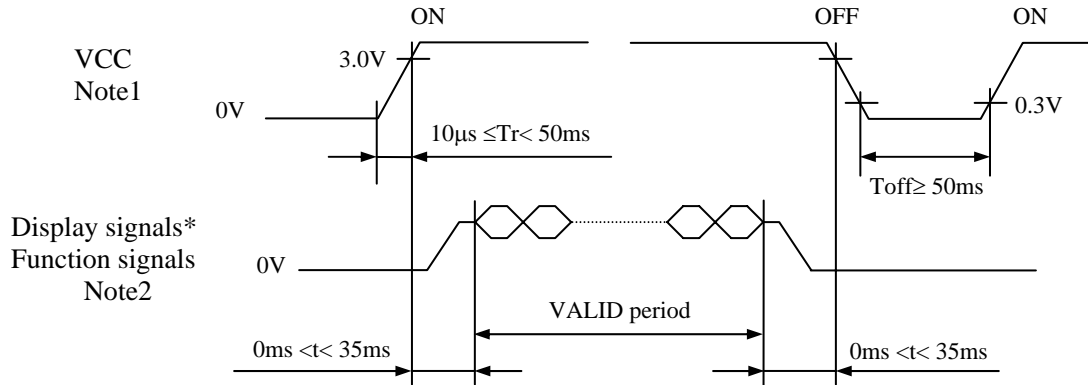 ON OFF ON
VCC
Note1
3.0V
0V
0.3V
10μs ≤Tr< 50ms
Toff≥ 50ms
Display signals*
Function signals
Note2
0V
VALID period
0ms <t< 35ms
0ms <t< 35ms